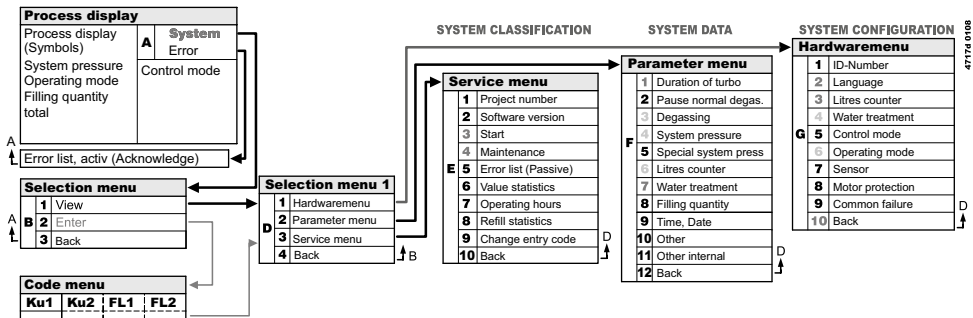 Process display
Process display
(Symbols)
System pressure
Operating mode
Filling quantity
total
A
System
Error
Control mode
A
Error list, activ (Acknowledge)
Selection menu
B
1 View
2 Enter
3 Back
A
Code menu
Ku1 Ku2 FL1 FL2
Selection menu 1
D
1 Hardwaremenu
2 Parameter menu
3 Service menu
4 Back
B
SYSTEM CLASSIFICATION
Service menu
E
1 Project number
2 Software version
3 Start
4 Maintenance
5 Error list (Passive)
6 Value statistics
7 Operating hours
8 Refill statistics
9 Change entry code
10 Back
D
SYSTEM DATA
Parameter menu
F
1 Duration of turbo
2 Pause normal degas.
3 Degassing
4 System pressure
5 Special system press
6 Litres counter
7 Water treatment
8 Filling quantity
9 Time, Date
10 Other
11 Other internal
12 Back
D
SYSTEM CONFIGURATION
Hardwaremenu
G
1 ID-Number
2 Language
3 Litres counter
4 Water treatment
5 Control mode
6 Operating mode
7 Sensor
8 Motor protection
9 Common failure
10 Back
D
4717d 0108